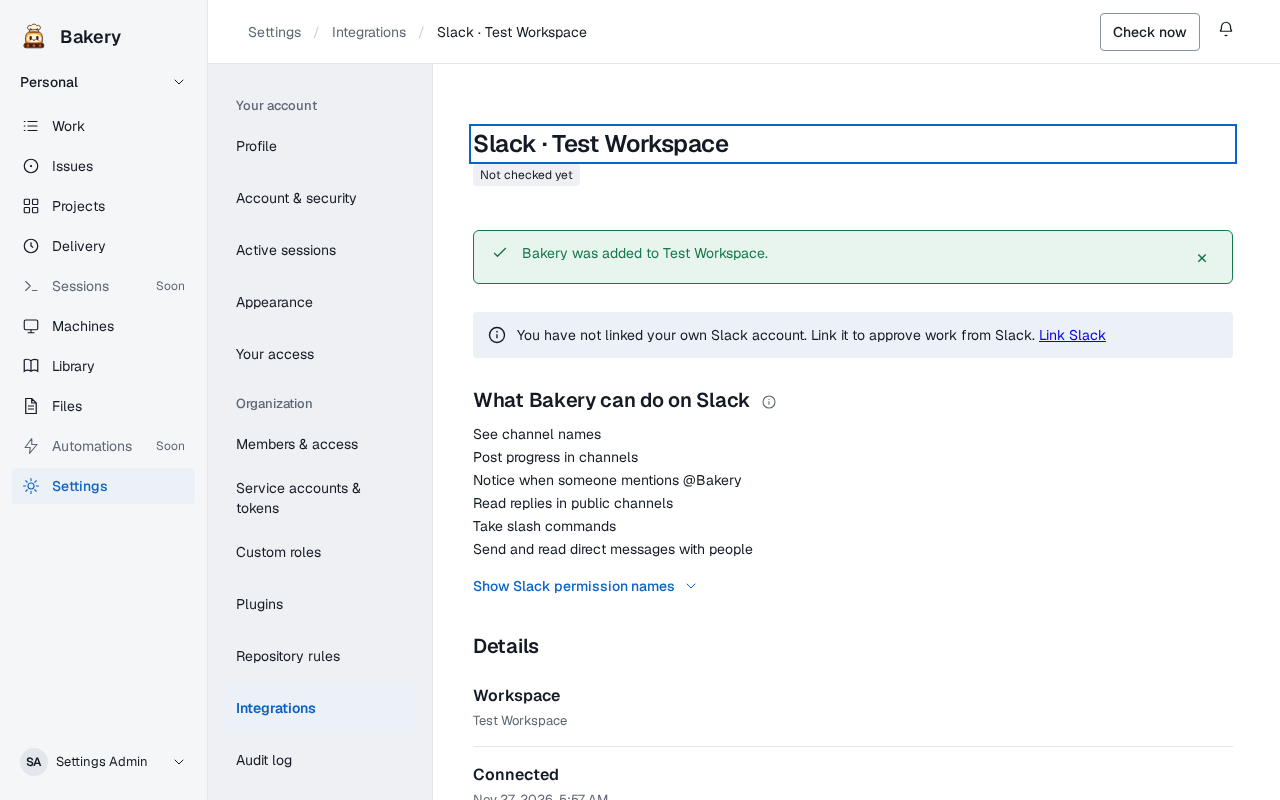 Bakery
Personal
Work
Issues
Projects
Delivery
Sessions Soon
Machines
Library
Files
Automations Soon
Settings
SA Settings Admin
Settings / Integrations / Slack · Test Workspace
Check now
Your account
Profile
Account & security
Active sessions
Appearance
Your access
Organization
Members & access
Service accounts &
tokens
Custom roles
Plugins
Repository rules
Integrations
Audit log
Slack · Test Workspace
Not checked yet
Bakery was added to Test Workspace.
You have not linked your own Slack account. Link it to approve work from Slack. Link Slack
What Bakery can do on Slack
See channel names
Post progress in channels
Notice when someone mentions @Bakery
Read replies in public channels
Take slash commands
Send and read direct messages with people
Show Slack permission names
Details
Workspace
Test Workspace
Connected
Nov 27, 2026, 5:57 AM